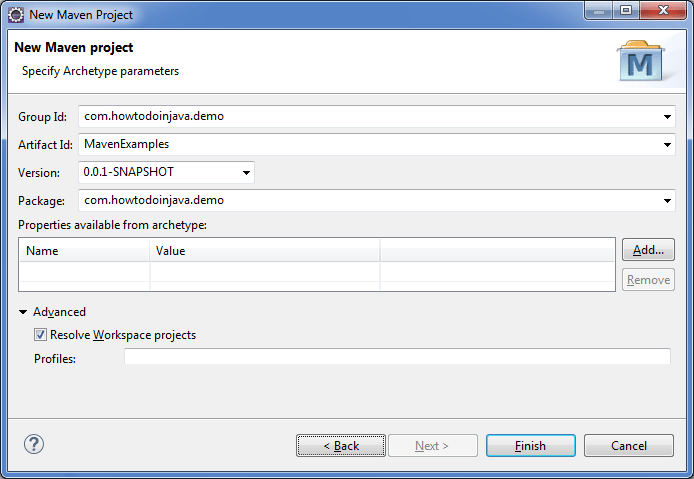 New Maven Project
New Maven project
Specify Archetype parameters
M
Group Id: com.howtodoinjava.demo
Artifact Id: MavenExamples
Version: 0.0.1-SNAPSHOT
Package: com.howtodoinjava.demo
Properties available from archetype:
Name Value
Add...
Remove
Advanced
Resolve Workspace projects
Profiles:
? < Back Next > Finish Cancel